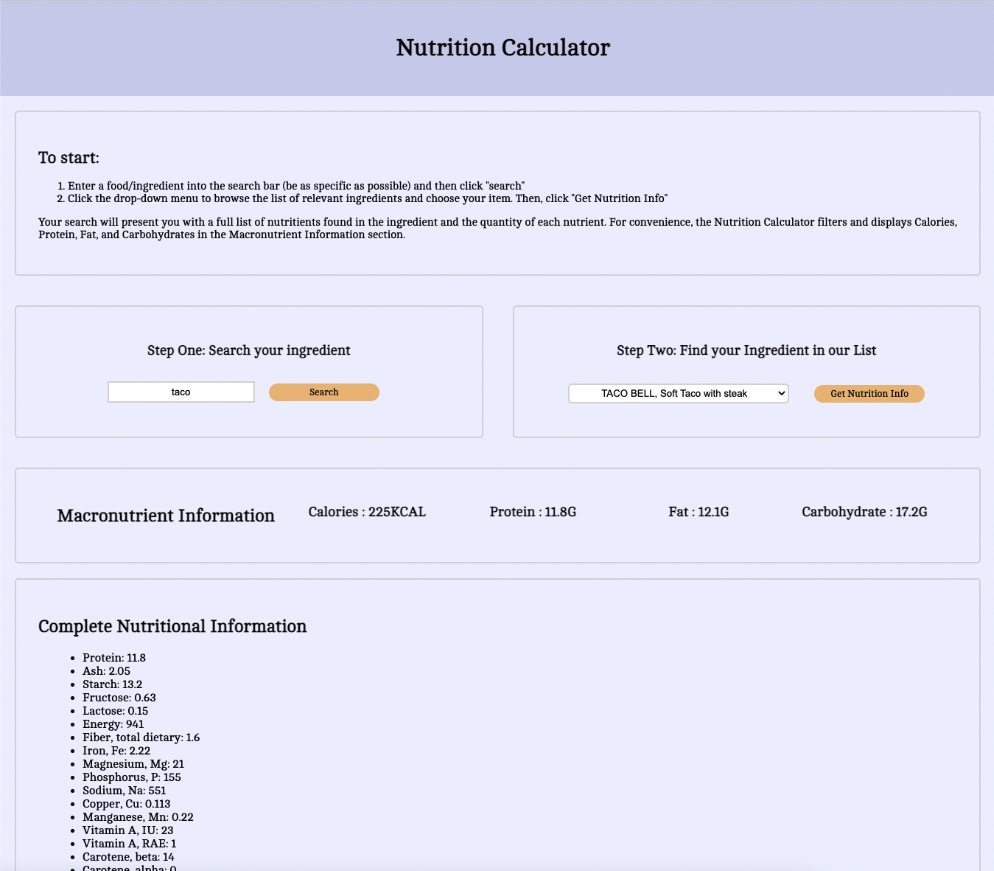 Nutrition Calculator
To start:
1. Enter a food/ingredient into the search bar (be as specific as possible) and then click "search"
2. Click the drop-down menu to browse the list of relevant ingredients and choose your item. Then, click "Get Nutrition Info"
Your search will present you with a full list of nutritients found in the ingredient and the quantity of each nutrient. For convenience, the Nutrition Calculator filters and displays Calories,
Protein, Fat, and Carbohydrates in the Macronutrient Information section.
Step One: Search your ingredient
taco
Search
Step Two: Find your Ingredient in our List
TACO BELL, Soft Taco with steak
Get Nutrition Info
Macronutrient Information
Calories : 225KCAL
Protein : 11.8G
Fat : 12.1G
Carbohydrate : 17.2G
Complete Nutritional Information
• Protein: 11.8
• Ash: 2.05
• Starch: 13.2
• Fructose: 0.63
• Lactose: 0.15
• Energy: 941
• Fiber, total dietary: 1.6
• Iron, Fe: 2.22
• Magnesium, Mg: 21
• Phosphorus, P: 155
• Sodium, Na: 551
• Copper, Cu: 0.113
• Manganese, Mn: 0.22
• Vitamin A, IU: 23
• Vitamin A, RAE: 1
• Carotene, beta: 14
• Carotene, alpha: 0